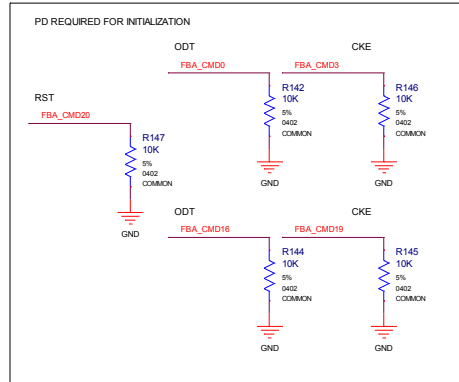 PD REQUIRED FOR INITIALIZATION
ODT
CKE
FBA_CMD0
FBA_CMD3
RST
R142
R146
10K
10K
FBA_CMD20
5%
5%
R147
0402
0402
10K
COMMON
COMMON
5%
0402
GND
GND
COMMON
ODT
CKE
GND
FBA_CMD16
FBA_CMD19
R144
R145
10K
10K
5%
5%
0402
0402
COMMON
COMMON
GND
GND